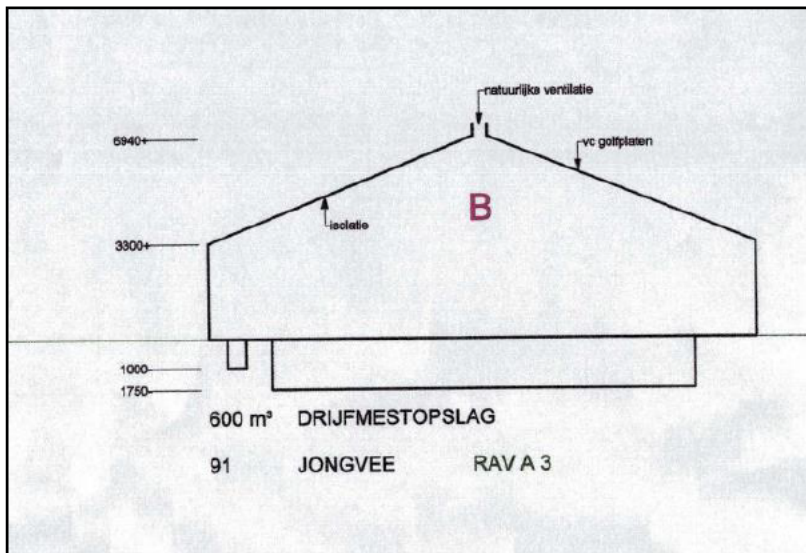 natuurlijke ventilatie
5940+
vc golfplaten
B
isolatie
3300+
1000-
1750-
600 m³ DRIJFMESTOPSLAG
91 JONGVEE RAV A 3